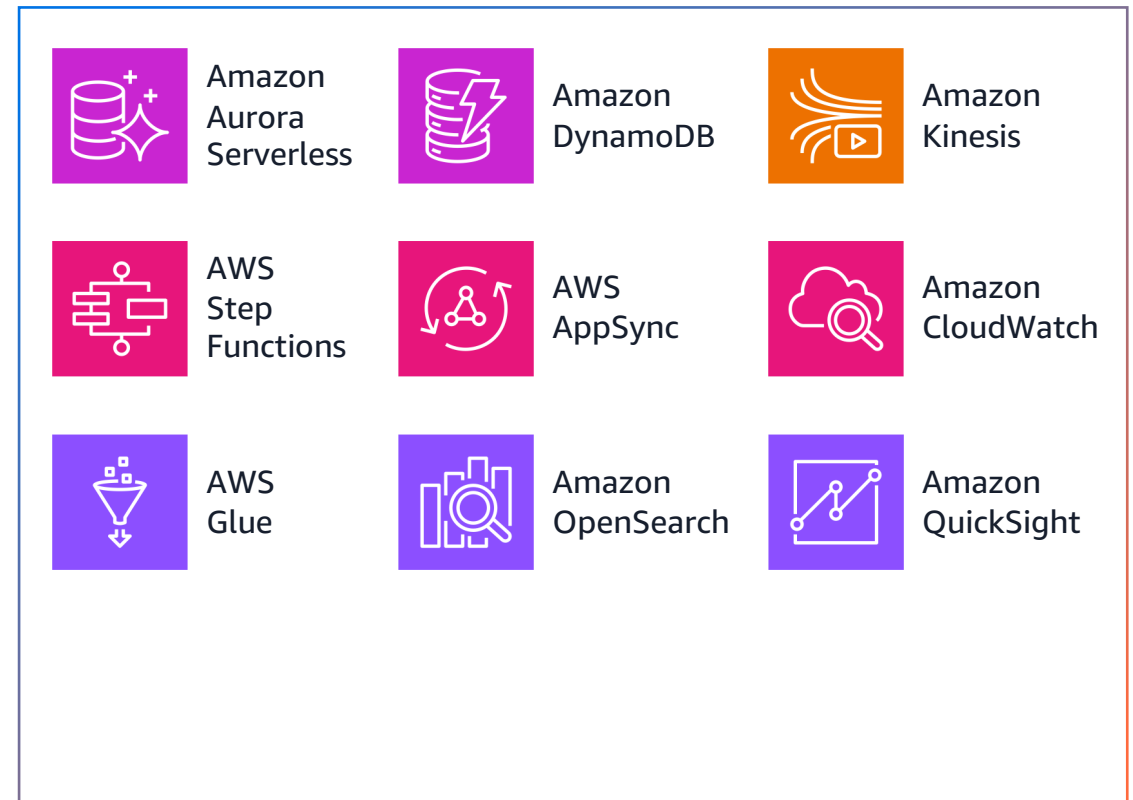 Amazon
Aurora
Serverless
Amazon
DynamoDB
Amazon
Kinesis
AWS
Step
Functions
AWS
AppSync
Amazon
CloudWatch
AWS
Glue
Amazon
OpenSearch
Amazon
QuickSight